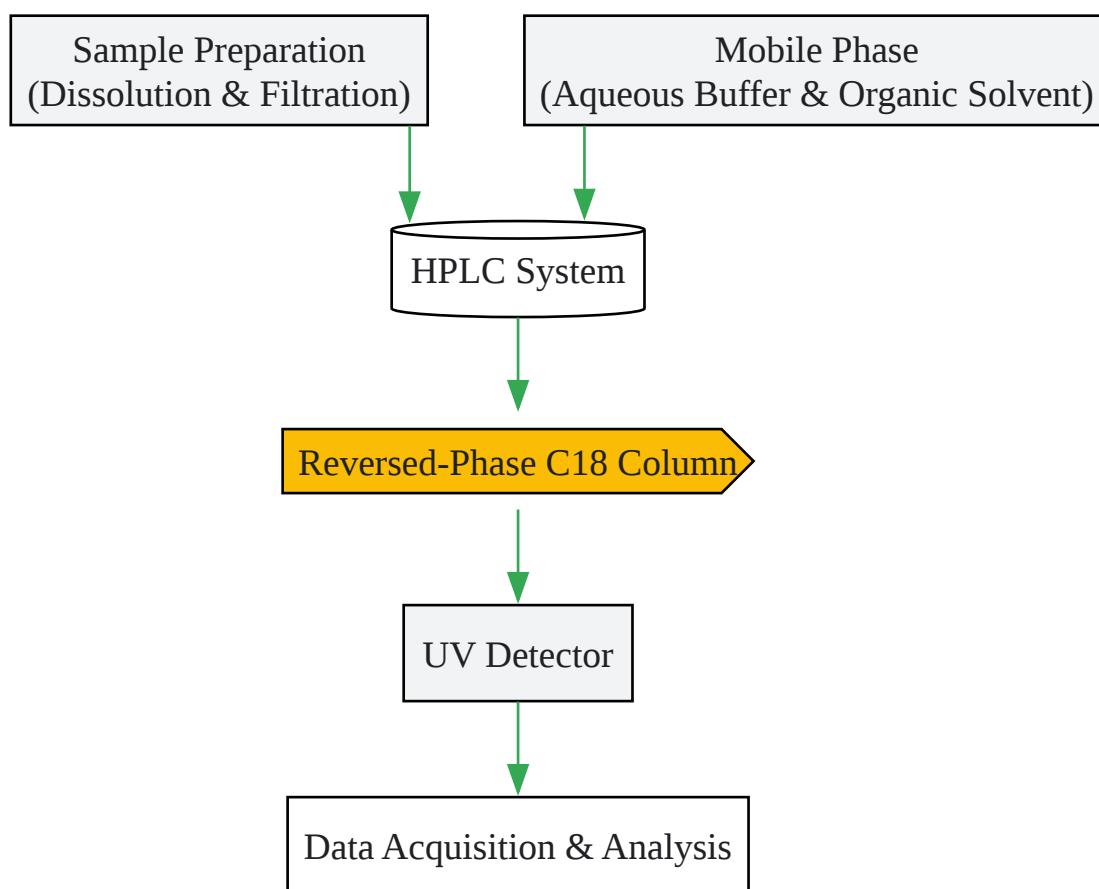 Sample Preparation
(Dissolution & Filtration)
Mobile Phase
(Aqueous Buffer & Organic Solvent)
HPLC System
Reversed-Phase C18 Column
UV Detector
Data Acquisition & Analysis